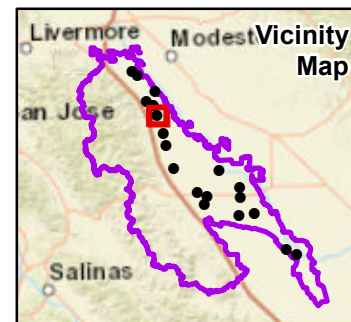 Livermore
Modest
Vicinity
Map
an Jose
Salinas